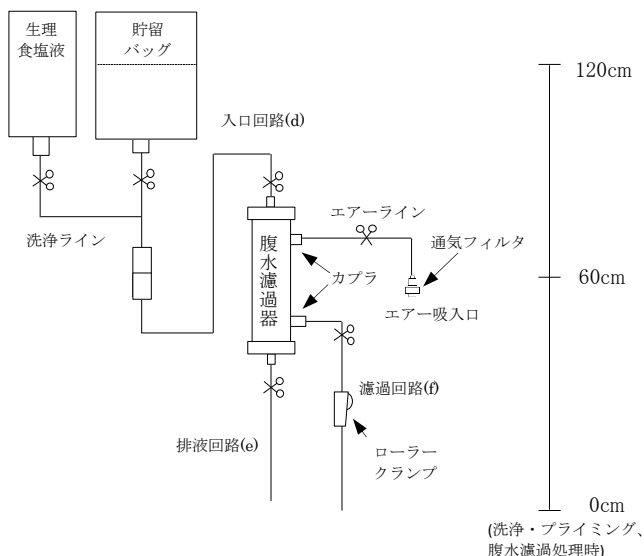 生理
食塩液
貯留
バッグ
120cm
入口回路(d)
エアーライン
洗浄ライン
腹水濾過器
通気フィルタ
カプラ
60cm
エアー吸入口
濾過回路(f)
排液回路(e)
ローラー
クランプ
0cm
(洗浄・プライミング、
腹水濾過処理時)